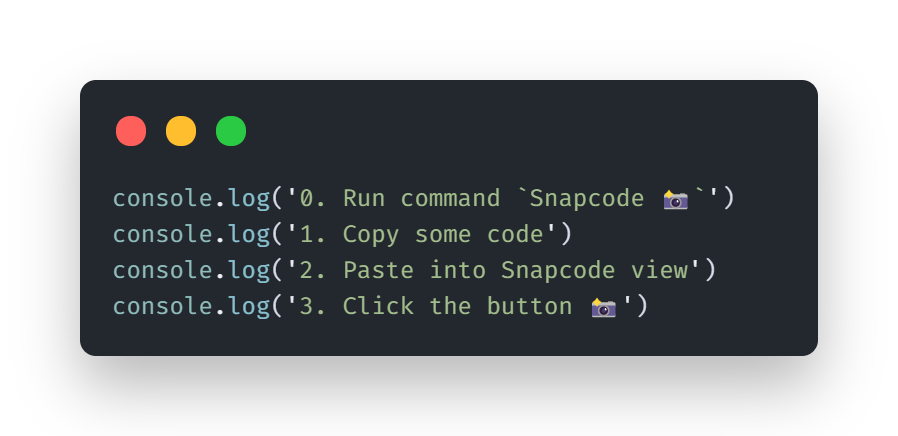 console.log('0. Run command `Snapcode 📸`')
console.log('1. Copy some code')
console.log('2. Paste into Snapcode view')
console.log('3. Click the button 📸')